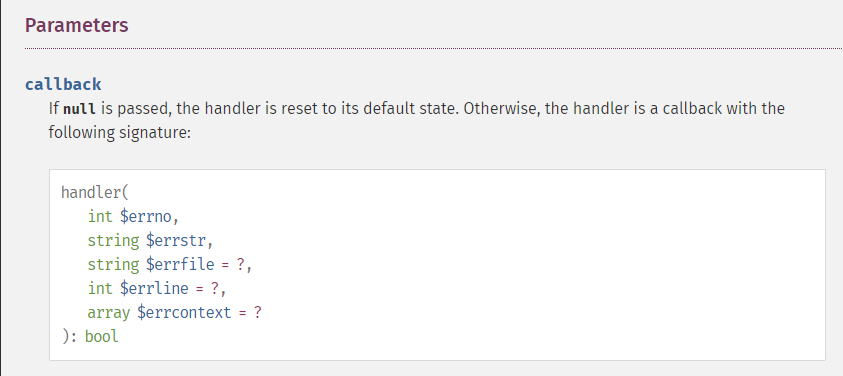 Parameters
callback
If null is passed, the handler is reset to its default state. Otherwise, the handler is a callback with the
following signature:
handler(
int $errno,
string $errstr,
string $errfile = ?,
int $errline = ?,
array $errcontext = ?
): bool